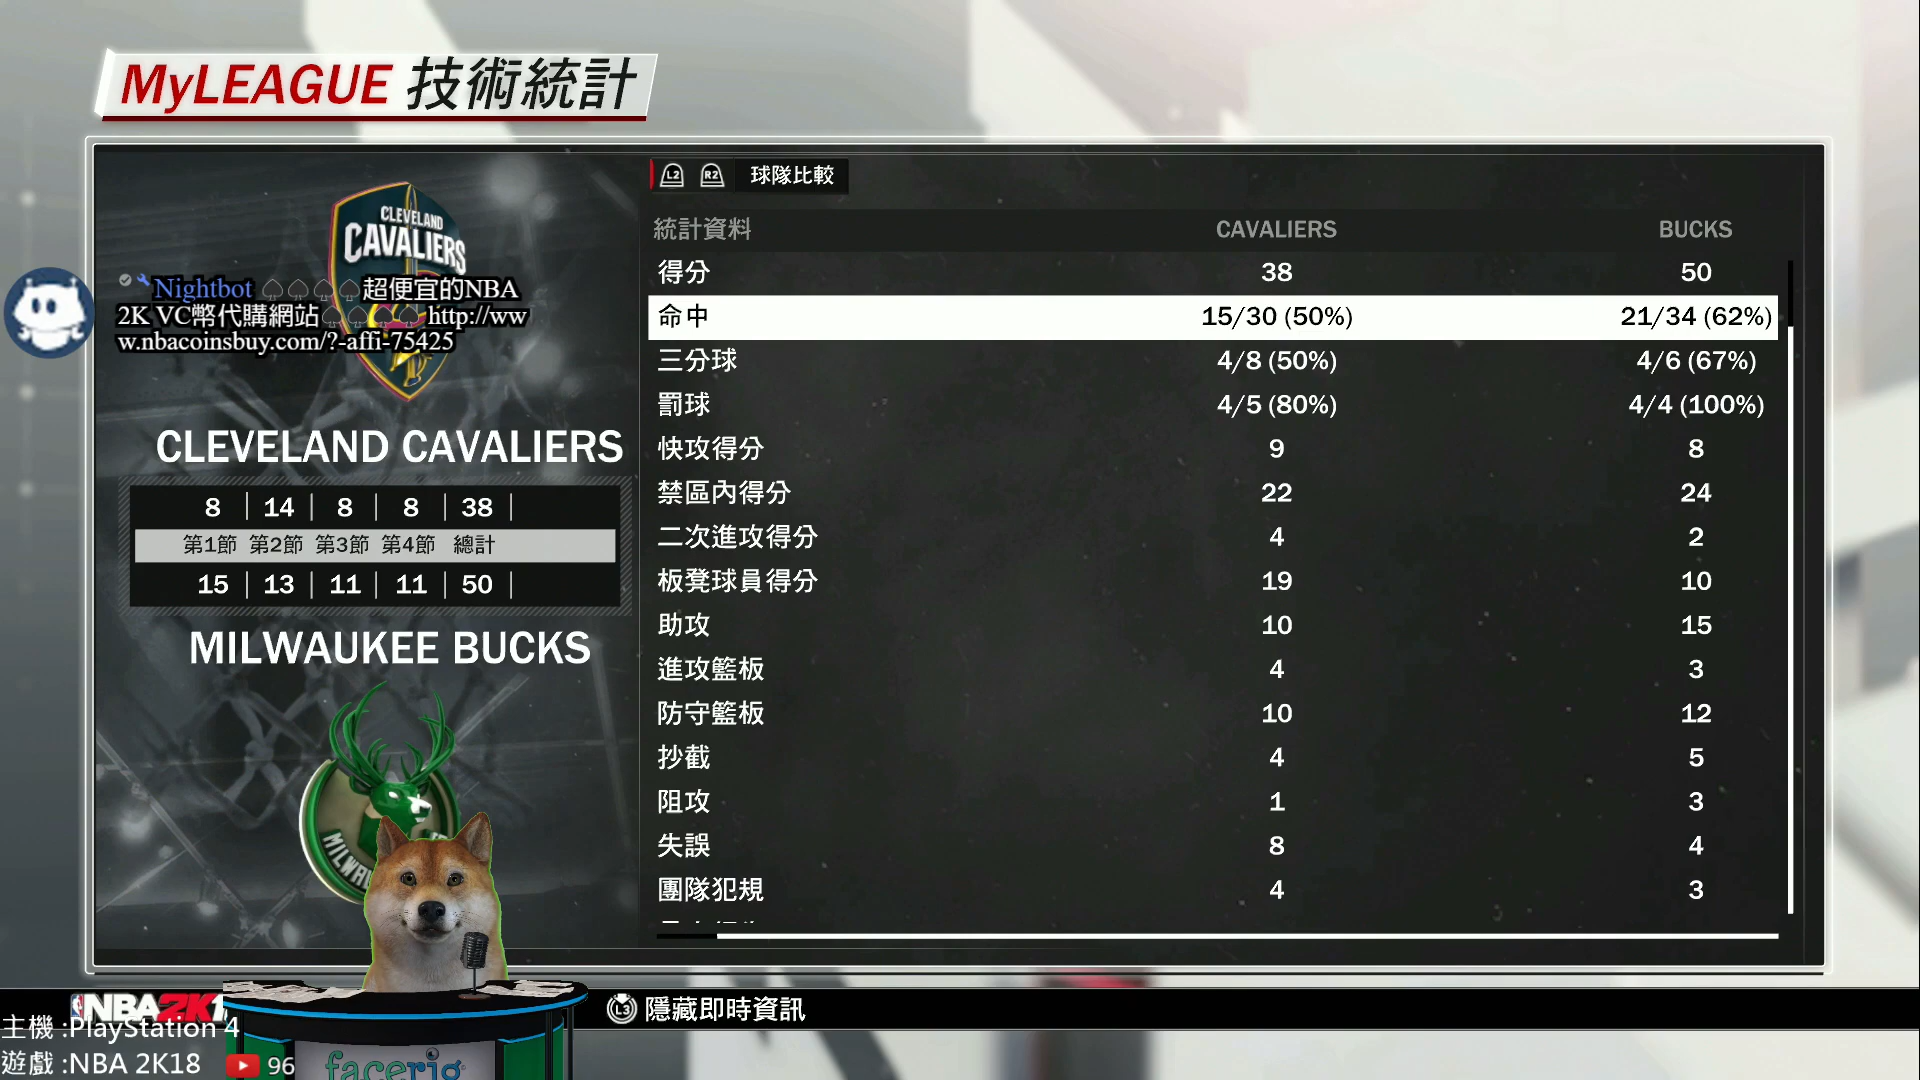 MyLEAGUE 技術統計
L2 R2 球隊比較
統計資料 CAVALIERS BUCKS
得分 38 50
命中 15/30 (50%) 21/34 (62%)
三分球 4/8 (50%) 4/6 (67%)
罰球 4/5 (80%) 4/4 (100%)
快攻得分 9 8
禁區內得分 22 24
二次進攻得分 4 2
板凳球員得分 19 10
助攻 10 15
進攻籃板 4 3
防守籃板 10 12
抄截 4 5
阻攻 1 3
失誤 8 4
團隊犯規 4 3
CLEVELAND
CAVALIERS
Nightbot ♤♤♤♤超便宜的NBA
2K VC幣代購網站♤♤♤♤http://ww
w.nbacoinsbuy.com/?-affi-75425
CLEVELAND CAVALIERS
8 | 14 | 8 | 8 | 38 |
第1節 第2節 第3節 第4節 總計
15 | 13 | 11 | 11 | 50 |
MILWAUKEE BUCKS
L3 隱藏即時資訊
NBA 2K1
主機 :PlayStation 4
遊戲 :NBA 2K18
96
facerig